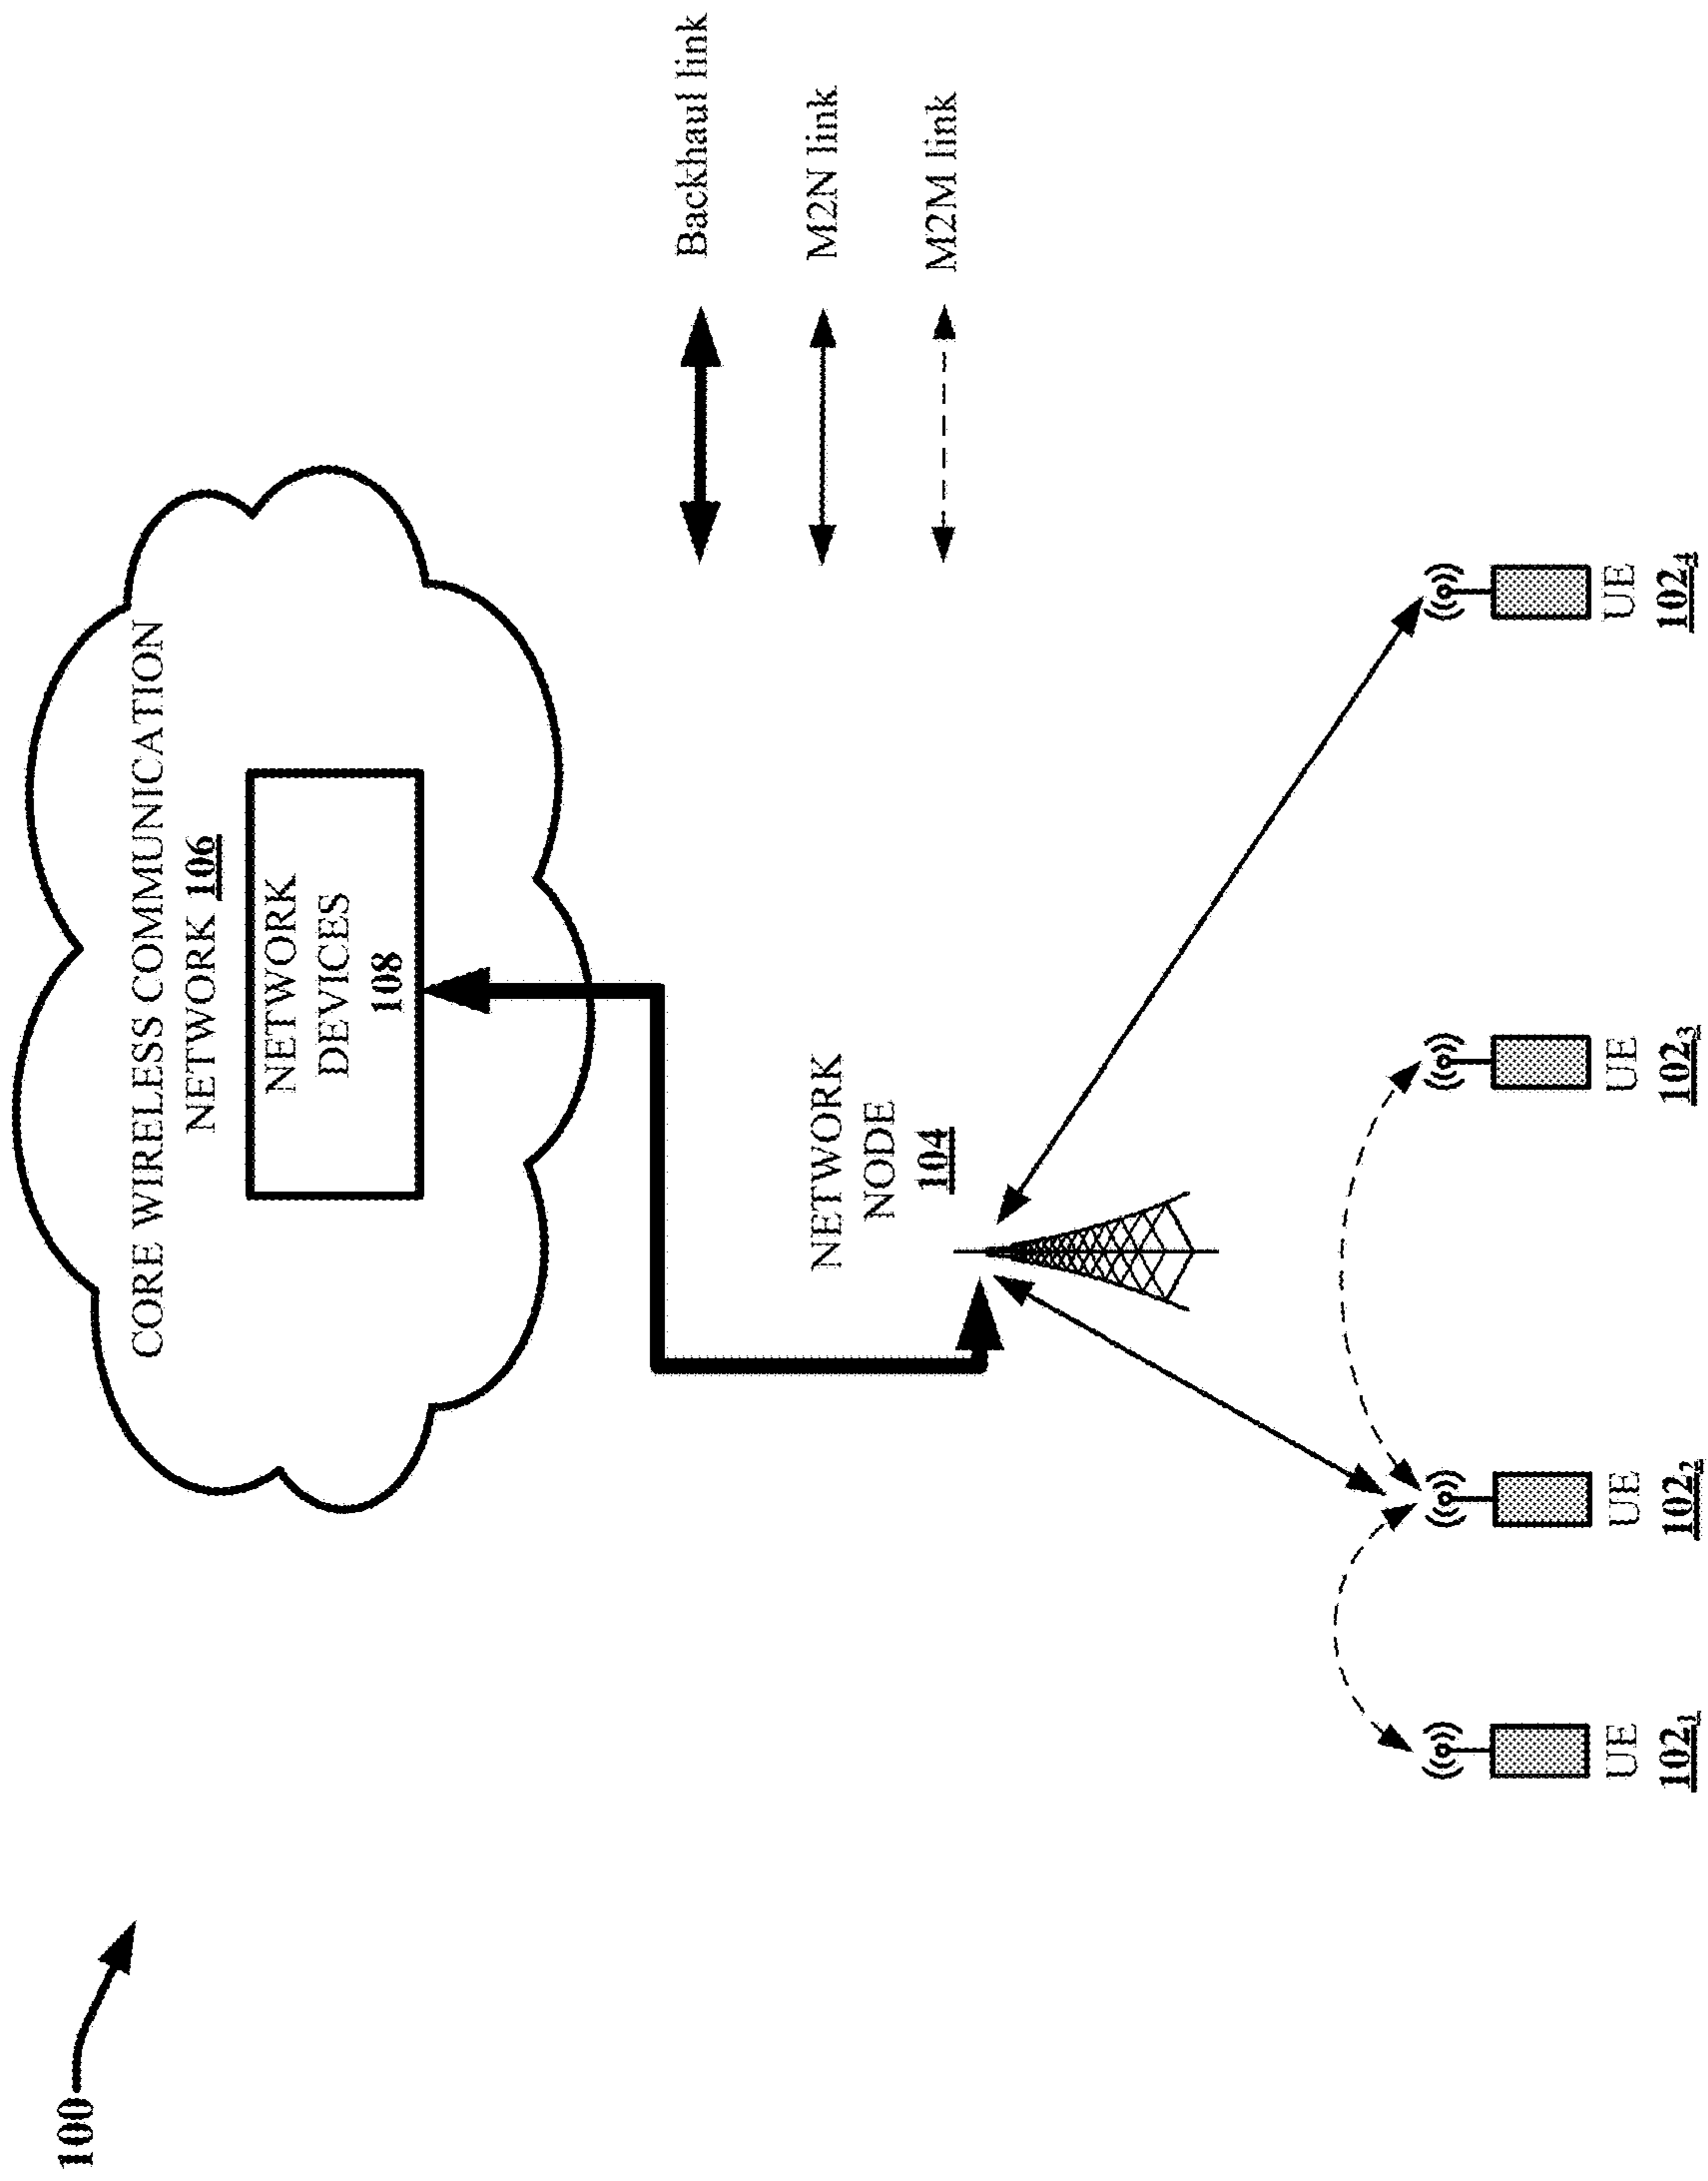 100
CORE WIRELESS COMMUNICATION
NETWORK 106
NETWORK
DEVICES
108
Backhaul link
M2N link
M2M link
NETWORK
NODE
104
UE
102₁
UE
102₂
UE
102₃
UE
102₄